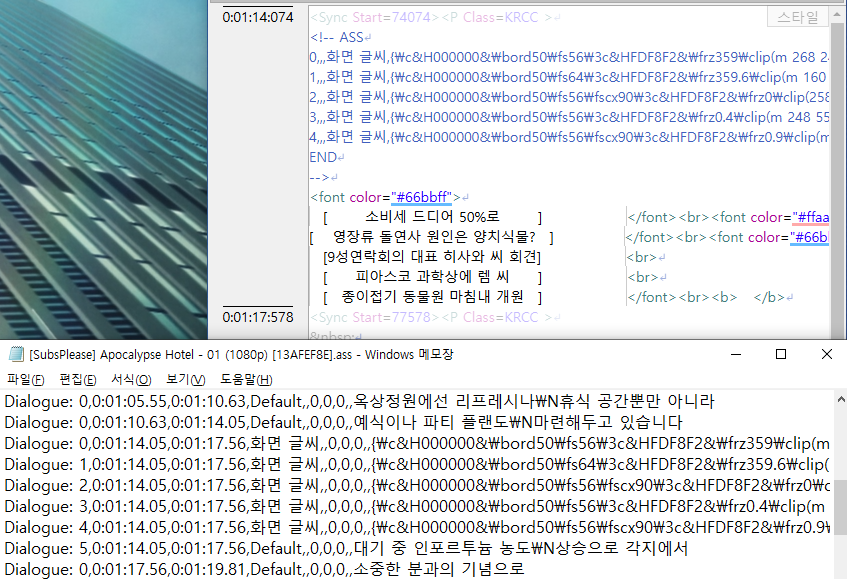 0:01:14:074
<Sync Start=74074><P Class=KRCC >↵
스타일
<!-- ASS
0,,,화면 글씨,{₩c&H000000&₩bord50₩fs56₩3c&HFDF8F2&₩frz359₩clip(m 268 2
1,,,화면 글씨,{₩c&H000000&₩bord50₩fs64₩3c&HFDF8F2&₩frz359.6₩clip(m 160
2,,,화면 글씨,{₩c&H000000&₩bord50₩fs56₩fscx90₩3c&HFDF8F2&₩frz0₩clip(258
3,,,화면 글씨,{₩c&H000000&₩bord50₩fs56₩3c&HFDF8F2&₩frz0.4₩clip(m 248 55
4,,,화면 글씨,{₩c&H000000&₩bord50₩fs56₩fscx90₩3c&HFDF8F2&₩frz0.9₩clip(m
END↵
-->↵
<font color="#66bbff">↵
[ 소비세 드디어 50%로 ] </font><br><font color="#ffaa
[ 영장류 돌연사 원인은 양치식물? ] </font><br><font color="#66b
[9성연락회의 대표 히사와 씨 회견] <br>↵
[ 피아스코 과학상에 렘 씨 ] <br>↵
[ 종이접기 동물원 마침내 개원 ] </font><br><b> </b>↵
0:01:17:578
<Sync Start=77578><P Class=KRCC >↵
&nbsp;↵
[SubsPlease] Apocalypse Hotel - 01 (1080p) [13AFEF8E].ass - Windows 메모장
파일(F) 편집(E) 서식(O) 보기(V) 도움말(H)
Dialogue: 0,0:01:05.55,0:01:10.63,Default,,0,0,0,,옥상정원에선 리프레시나₩N휴식 공간뿐만 아니라
Dialogue: 0,0:01:10.63,0:01:14.05,Default,,0,0,0,,예식이나 파티 플랜도₩N마련해두고 있습니다
Dialogue: 0,0:01:14.05,0:01:17.56,화면 글씨,,0,0,0,,{₩c&H000000&₩bord50₩fs56₩3c&HFDF8F2&₩frz359₩clip(m
Dialogue: 1,0:01:14.05,0:01:17.56,화면 글씨,,0,0,0,,{₩c&H000000&₩bord50₩fs64₩3c&HFDF8F2&₩frz359.6₩clip(
Dialogue: 2,0:01:14.05,0:01:17.56,화면 글씨,,0,0,0,,{₩c&H000000&₩bord50₩fs56₩fscx90₩3c&HFDF8F2&₩frz0₩c
Dialogue: 3,0:01:14.05,0:01:17.56,화면 글씨,,0,0,0,,{₩c&H000000&₩bord50₩fs56₩3c&HFDF8F2&₩frz0.4₩clip(m
Dialogue: 4,0:01:14.05,0:01:17.56,화면 글씨,,0,0,0,,{₩c&H000000&₩bord50₩fs56₩fscx90₩3c&HFDF8F2&₩frz0.9₩
Dialogue: 5,0:01:14.05,0:01:17.56,Default,,0,0,0,,대기 중 인포르투늄 농도₩N상승으로 각지에서
Dialogue: 0,0:01:17.56,0:01:19.81,Default,,0,0,0,,소중한 분과의 기념으로